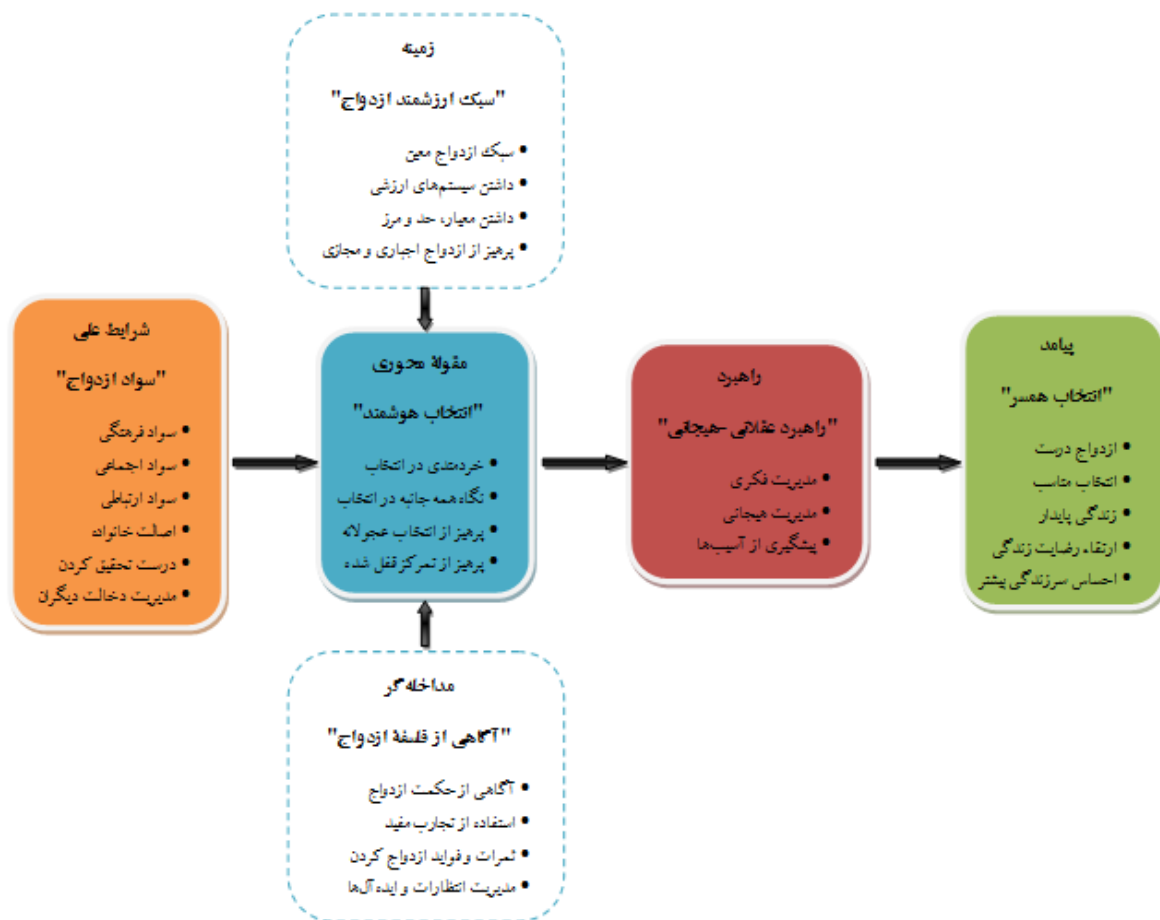 زمینه
"سبک ارزشمند ازدواج"
• سبک ازدواج معین
• داشتن سیستم‌های ارزشی
• داشتن معیار، حد و مرز
• پرهیز از ازدواج اجباری و مجازی
شرایط علی
"سواد ازدواج"
• سواد فرهنگی
• سواد اجتماعی
• سواد ارتباطی
• اصالت خانواده
• درست تحقیق کردن
• مدیریت دخالت دیگران
مقولهٔ محوری
"انتخاب هوشمند"
• خردمندی در انتخاب
• نگاه همه جانبه در انتخاب
• پرهیز از انتخاب عجولانه
• پرهیز از تمرکز قفل شده
راهبرد
"راهبرد عقلانی-هیجانی"
• مدیریت فکری
• مدیریت هیجانی
• پیشگیری از آسیب‌ها
پیامد
"انتخاب همسر"
• ازدواج درست
• انتخاب مناسب
• زندگی پایدار
• ارتقاء رضایت زندگی
• احساس سرزندگی بیشتر
مداخله‌گر
"آگاهی از فلسفهٔ ازدواج"
• آگاهی از حکمت ازدواج
• استفاده از تجارب مفید
• ثمرات و فواید ازدواج کردن
• مدیریت انتظارات و ایده‌آل‌ها